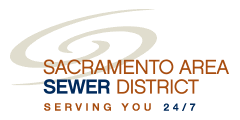 SACRAMENTO AREA
SEWER DISTRICT
SERVING YOU 24/7